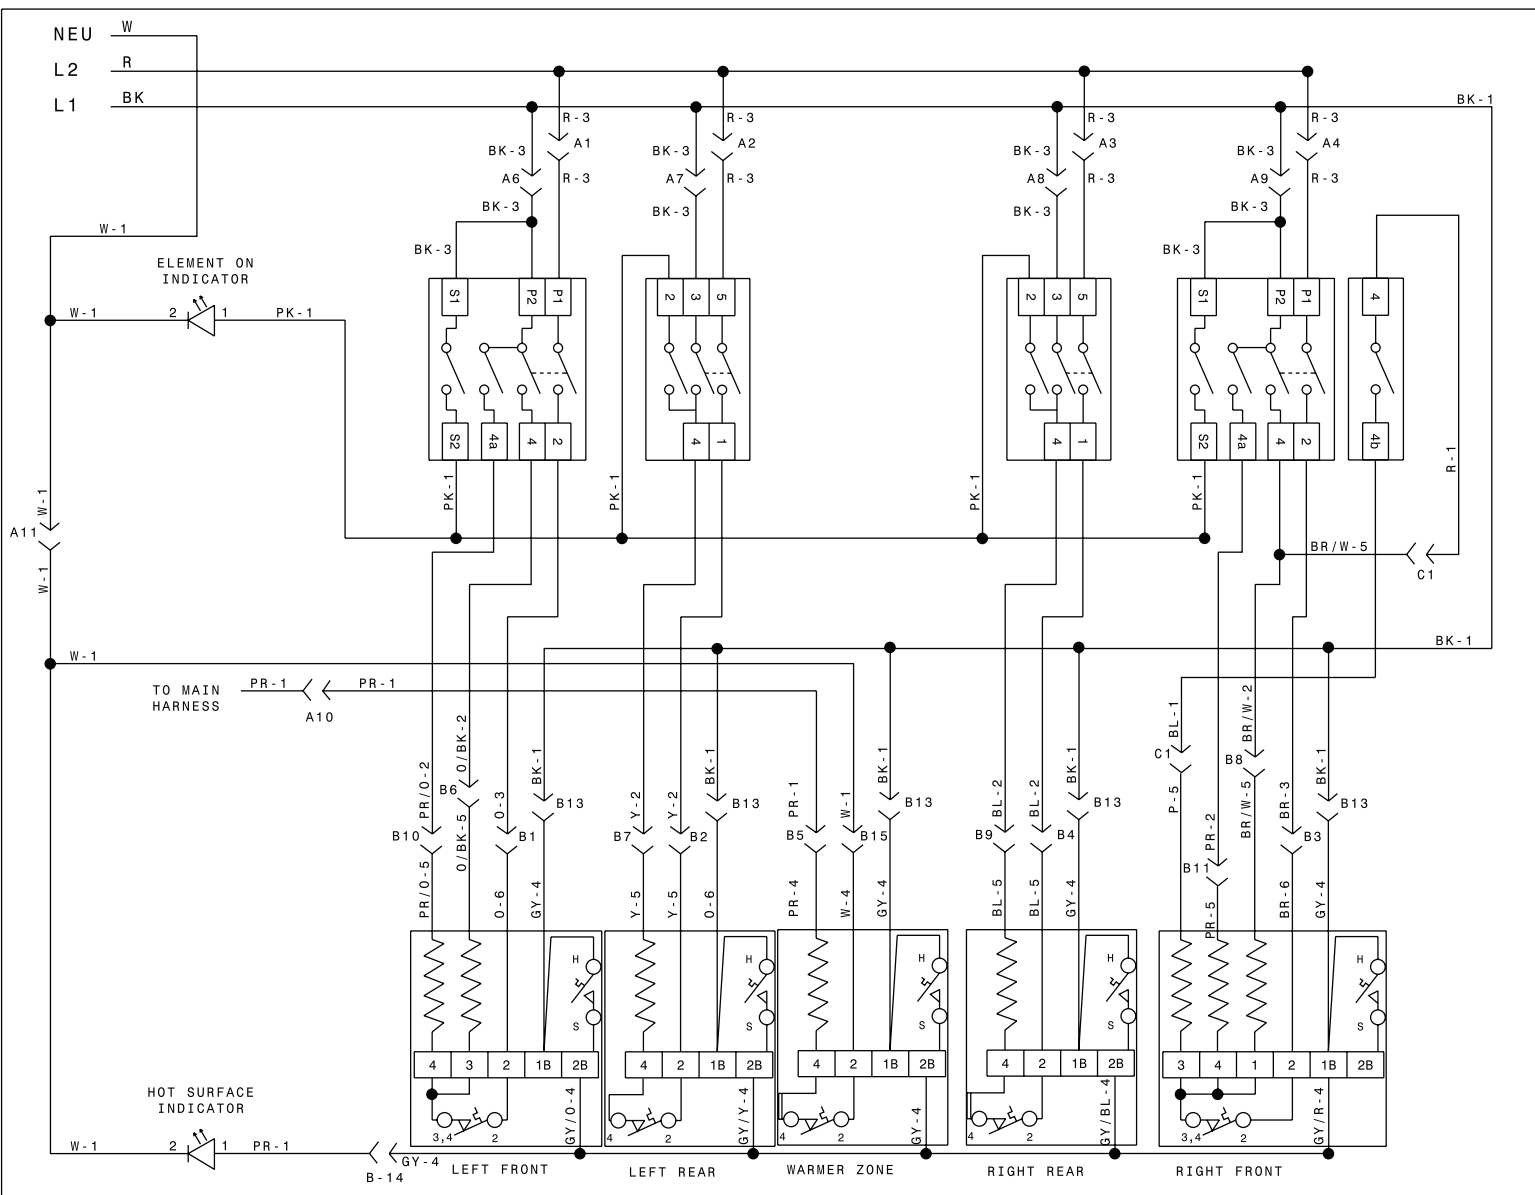 NEU W
L2 R
L1 BK
BK-1
R-3 R-3 R-3 R-3
A1 A2 A3 A4
BK-3 BK-3 BK-3 BK-3
A6 R-3 A7 R-3 A8 R-3 A9 R-3
BK-3 BK-3 BK-3 BK-3
W-1
BK-3 BK-3
ELEMENT ON
INDICATOR
W-1 2 1 PK-1
S1 P2 P1 2 3 5 2 3 5 S1 P2 P1 4
S2 4a 4 2 4 1 4 1 S2 4a 4 2 4b
R-1
W-1 PK-1 PK-1 PK-1 PK-1
A11
W-1
BR/W-5
C1
BK-1
W-1
TO MAIN
HARNESS
PR-1 PR-1
A10
PR/O-2 O/BK-2 O-3 BK-1 Y-2 Y-2 BK-1 PR-1 W-1 BK-1 BL-2 BL-2 BK-1 BL-1 PR-2 BR/W-2 BR-3 BK-1
C1 B8
B6
B13 B13 B13 B13 B13
B10 B1 B7 B2 B5 B15 B9 B4 B3
B11
PR/O-5 O/BK-5 O-6 GY-4 Y-5 Y-5 O-6 PR-4 W-4 GY-4 BL-5 BL-5 GY-4 P-5 PR-5 BR/W-5 BR-6 GY-4
H H H H H
S S S S S
4 3 2 1B 2B 4 2 1B 2B 4 2 1B 2B 4 2 1B 2B 3 4 1 2 1B 2B
HOT SURFACE
INDICATOR
3,4 2 4 2 4 2 4 2 3,4 2
GY/O-4 GY/Y-4 GY-4 GY/BL-4 GY/R-4
W-1 2 1 PR-1
B-14
GY-4
LEFT FRONT LEFT REAR WARMER ZONE RIGHT REAR RIGHT FRONT